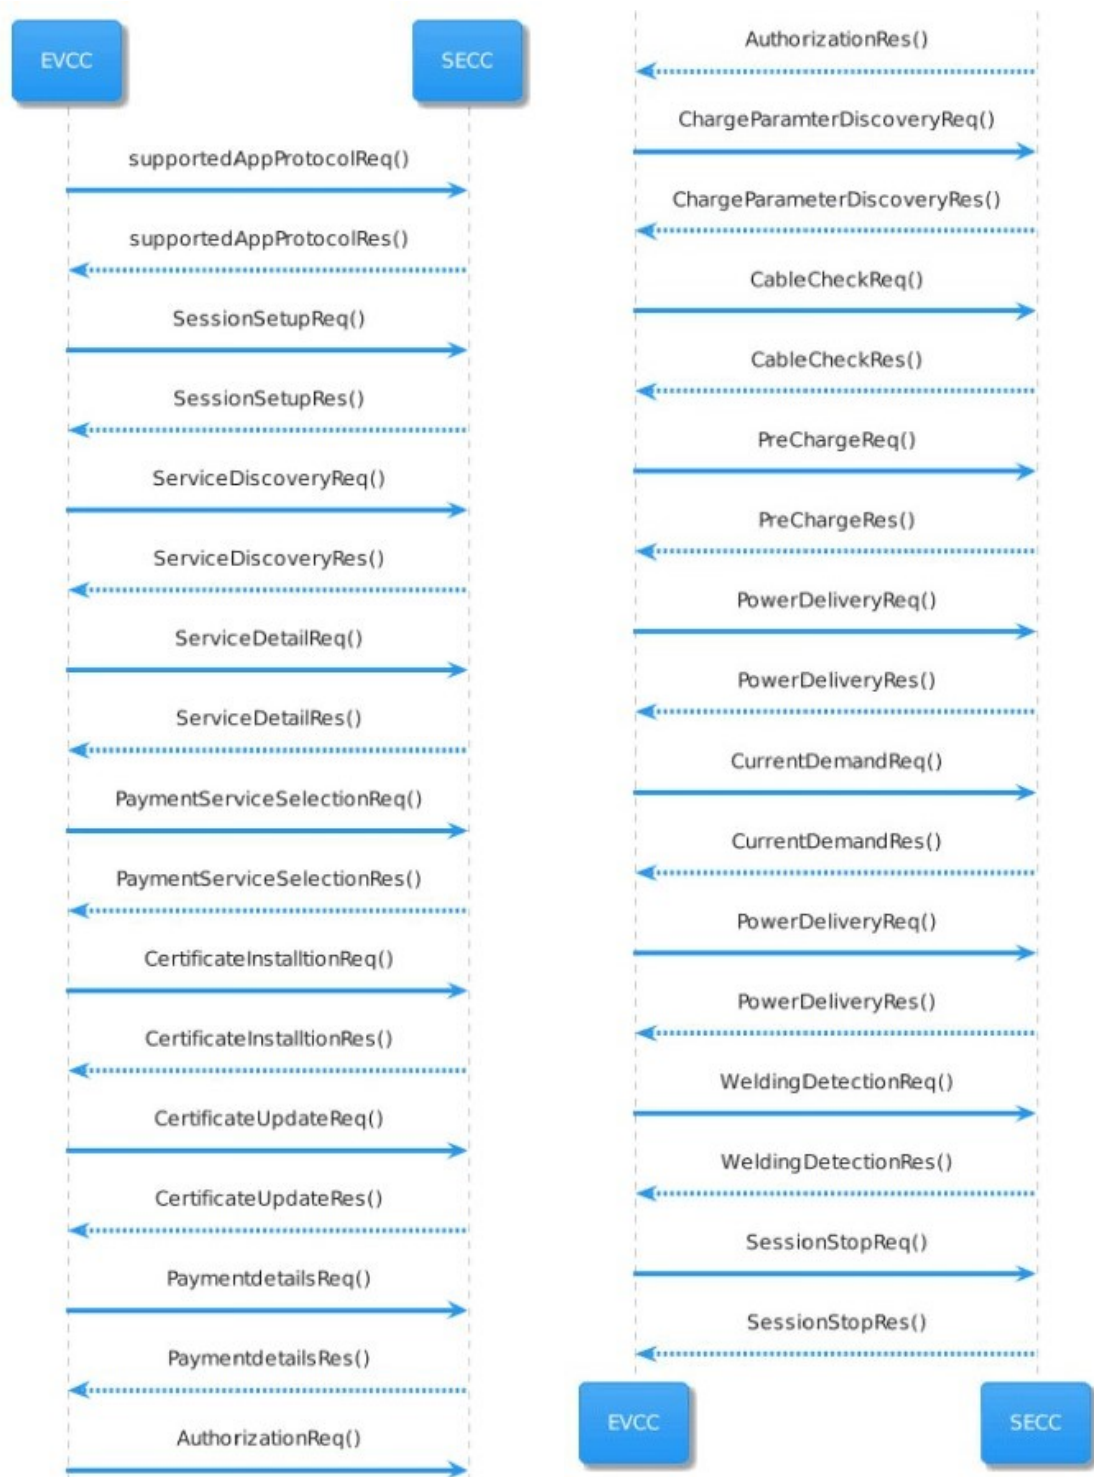 EVCC
SECC
supportedAppProtocolReq()
supportedAppProtocolRes()
SessionSetupReq()
SessionSetupRes()
ServiceDiscoveryReq()
ServiceDiscoveryRes()
ServiceDetailReq()
ServiceDetailRes()
PaymentServiceSelectionReq()
PaymentServiceSelectionRes()
CertificateInstalltionReq()
CertificateInstalltionRes()
CertificateUpdateReq()
CertificateUpdateRes()
PaymentdetailsReq()
PaymentdetailsRes()
AuthorizationReq()
AuthorizationRes()
ChargeParamterDiscoveryReq()
ChargeParameterDiscoveryRes()
CableCheckReq()
CableCheckRes()
PreChargeReq()
PreChargeRes()
PowerDeliveryReq()
PowerDeliveryRes()
CurrentDemandReq()
CurrentDemandRes()
PowerDeliveryReq()
PowerDeliveryRes()
WeldingDetectionReq()
WeldingDetectionRes()
SessionStopReq()
SessionStopRes()
EVCC
SECC